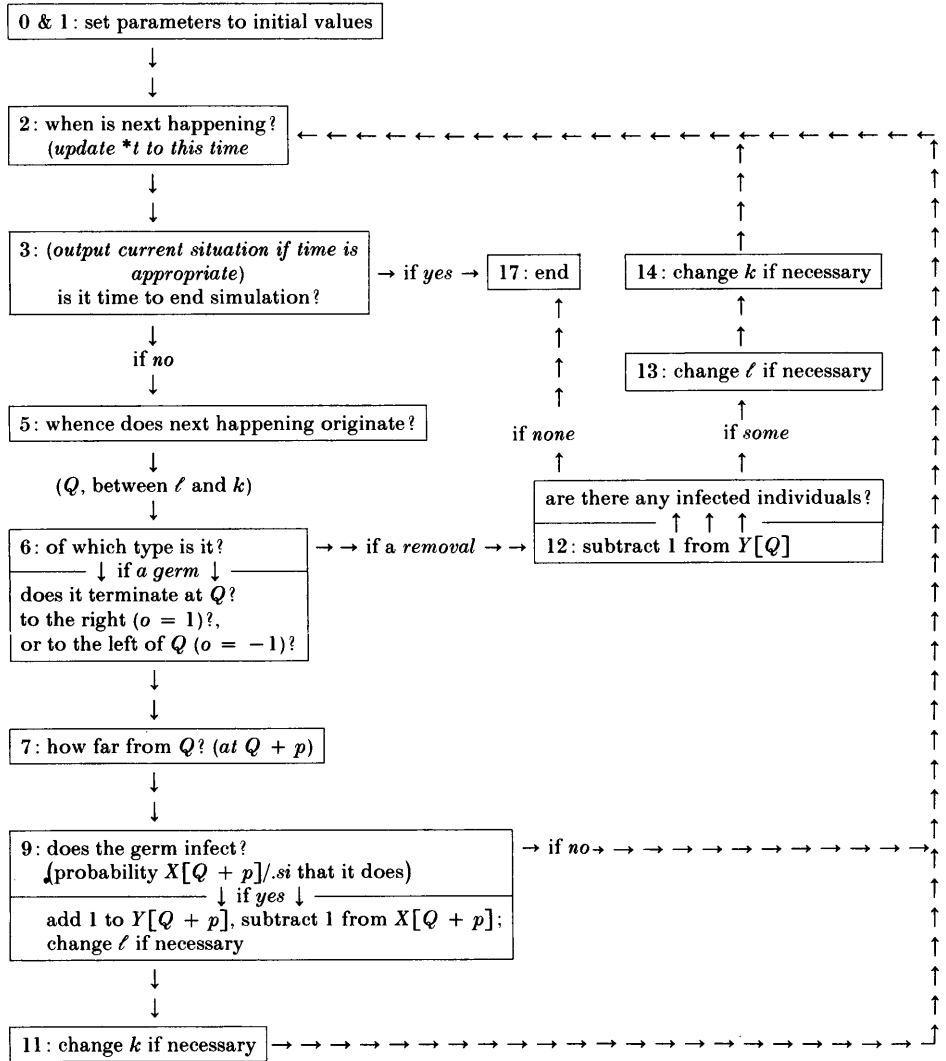 0 & 1: set parameters to initial values
2: when is next happening?
(update *t to this time
3: (output current situation if time is
appropriate)
is it time to end simulation?
→ if yes →
17: end
14: change k if necessary
if no
13: change ℓ if necessary
5: whence does next happening originate?
if none
if some
(Q, between ℓ and k)
are there any infected individuals?
6: of which type is it?
→ → if a removal → →
12: subtract 1 from Y[Q]
↓ if a germ ↓
does it terminate at Q?
to the right (o = 1)?,
or to the left of Q (o = −1)?
7: how far from Q? (at Q + p)
9: does the germ infect?
→ if no →
(probability X[Q + p]/.si that it does)
↓ if yes ↓
add 1 to Y[Q + p], subtract 1 from X[Q + p];
change ℓ if necessary
11: change k if necessary